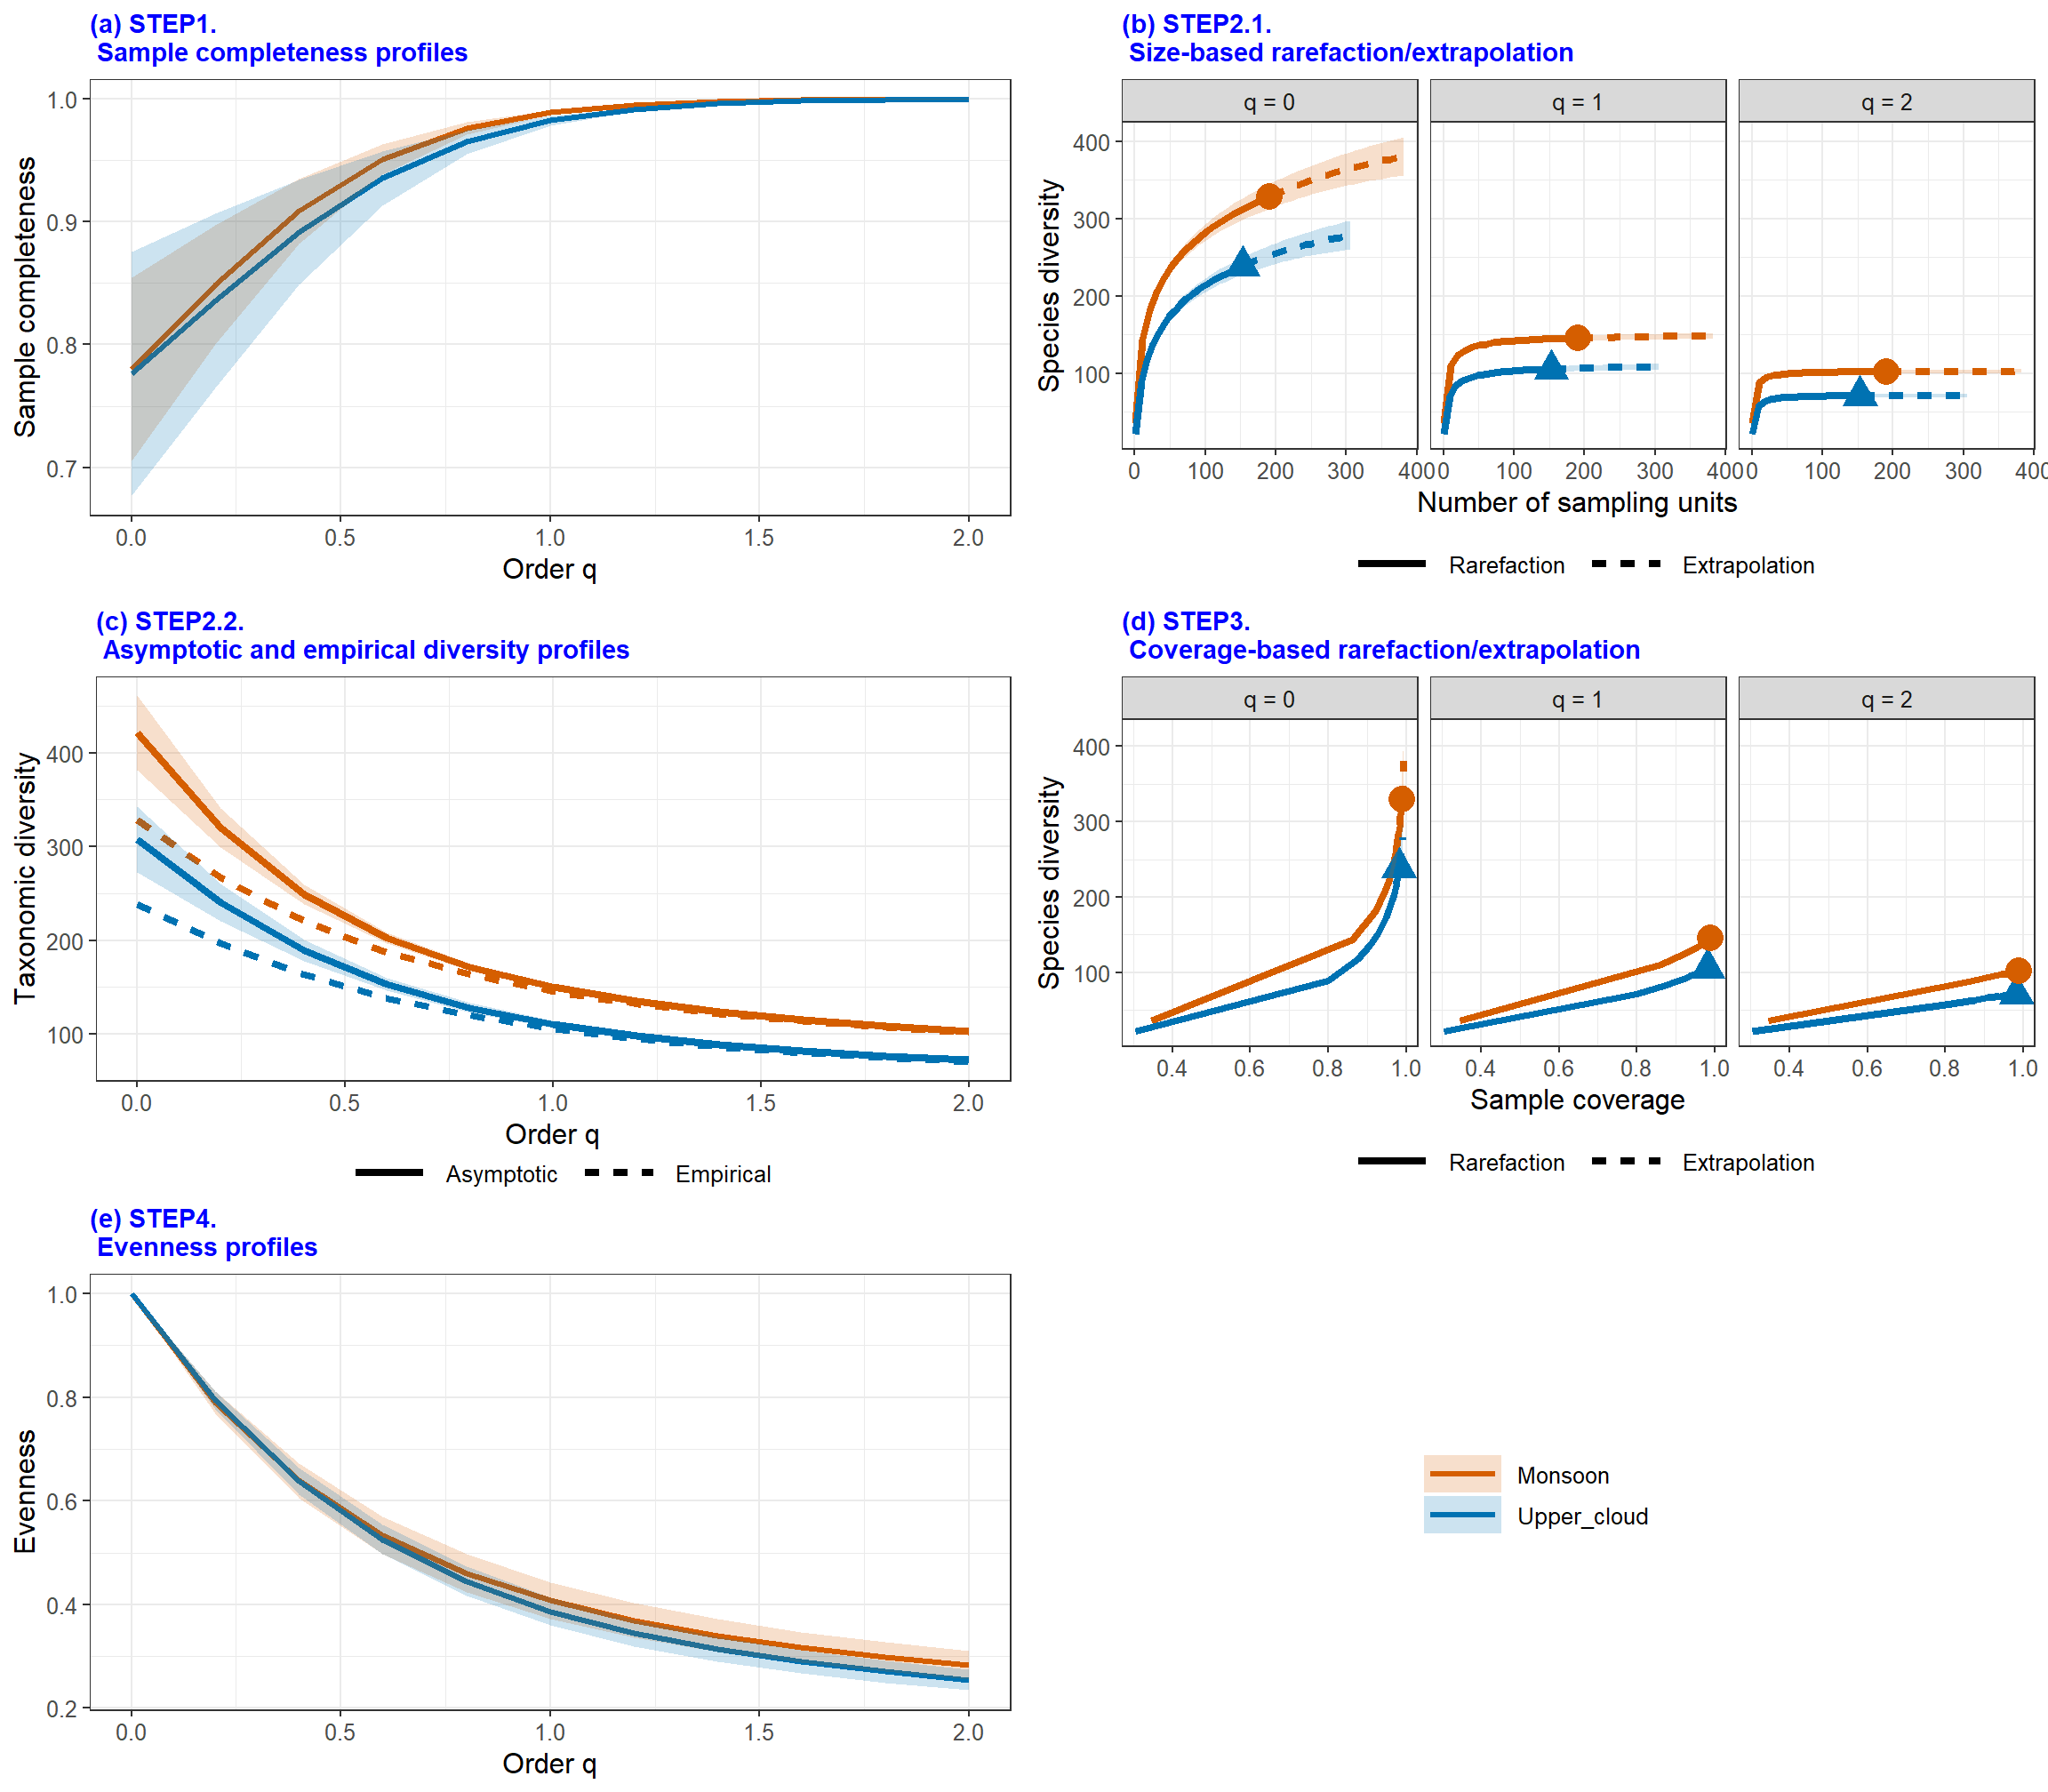 (a) STEP1.
Sample completeness profiles
1.0
0.9
0.8
0.7
Sample completeness
0.0 0.5 1.0 1.5 2.0
Order q
(b) STEP2.1.
Size-based rarefaction/extrapolation
q = 0 q = 1 q = 2
400
300
200
100
Species diversity
0 100 200 300 400 0 100 200 300 400 0 100 200 300 400
Number of sampling units
Rarefaction Extrapolation
(c) STEP2.2.
Asymptotic and empirical diversity profiles
400
300
200
100
Taxonomic diversity
0.0 0.5 1.0 1.5 2.0
Order q
Asymptotic Empirical
(d) STEP3.
Coverage-based rarefaction/extrapolation
q = 0 q = 1 q = 2
400
300
200
100
Species diversity
0.4 0.6 0.8 1.0 0.4 0.6 0.8 1.0 0.4 0.6 0.8 1.0
Sample coverage
Rarefaction Extrapolation
(e) STEP4.
Evenness profiles
1.0
0.8
0.6
0.4
0.2
Evenness
0.0 0.5 1.0 1.5 2.0
Order q
Monsoon
Upper_cloud